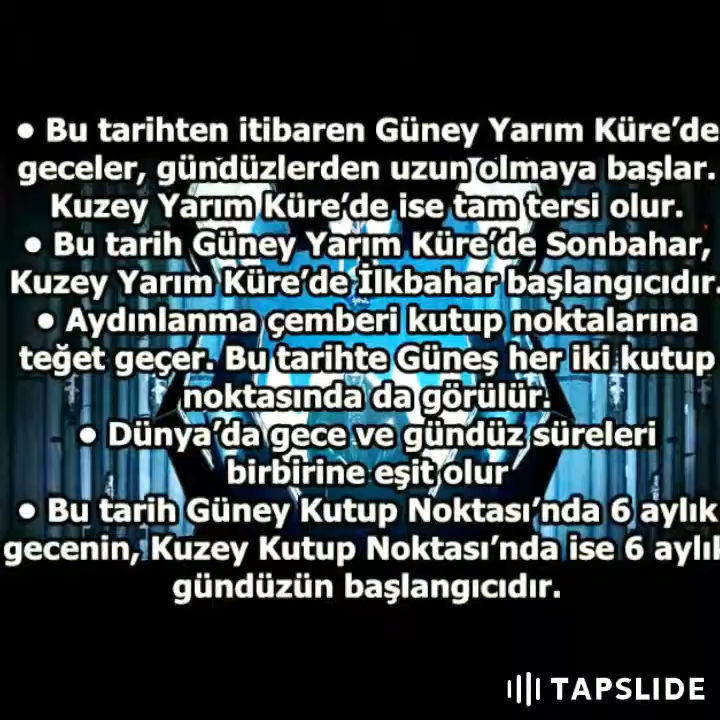 ● Bu tarihten itibaren Güney Yarım Küre’de
geceler, gündüzlerden uzun olmaya başlar.
Kuzey Yarım Küre’de ise tam tersi olur.
● Bu tarih Güney Yarım Küre’de Sonbahar,
Kuzey Yarım Küre’de İlkbahar başlangıcıdır.
● Aydınlanma çemberi kutup noktalarına
teğet geçer. Bu tarihte Güneş her iki kutup
noktasında da görülür.
● Dünya’da gece ve gündüz süreleri
birbirine eşit olur
● Bu tarih Güney Kutup Noktası’nda 6 aylık
gecenin, Kuzey Kutup Noktası’nda ise 6 aylı
gündüzün başlangıcıdır.
TAPSLIDE